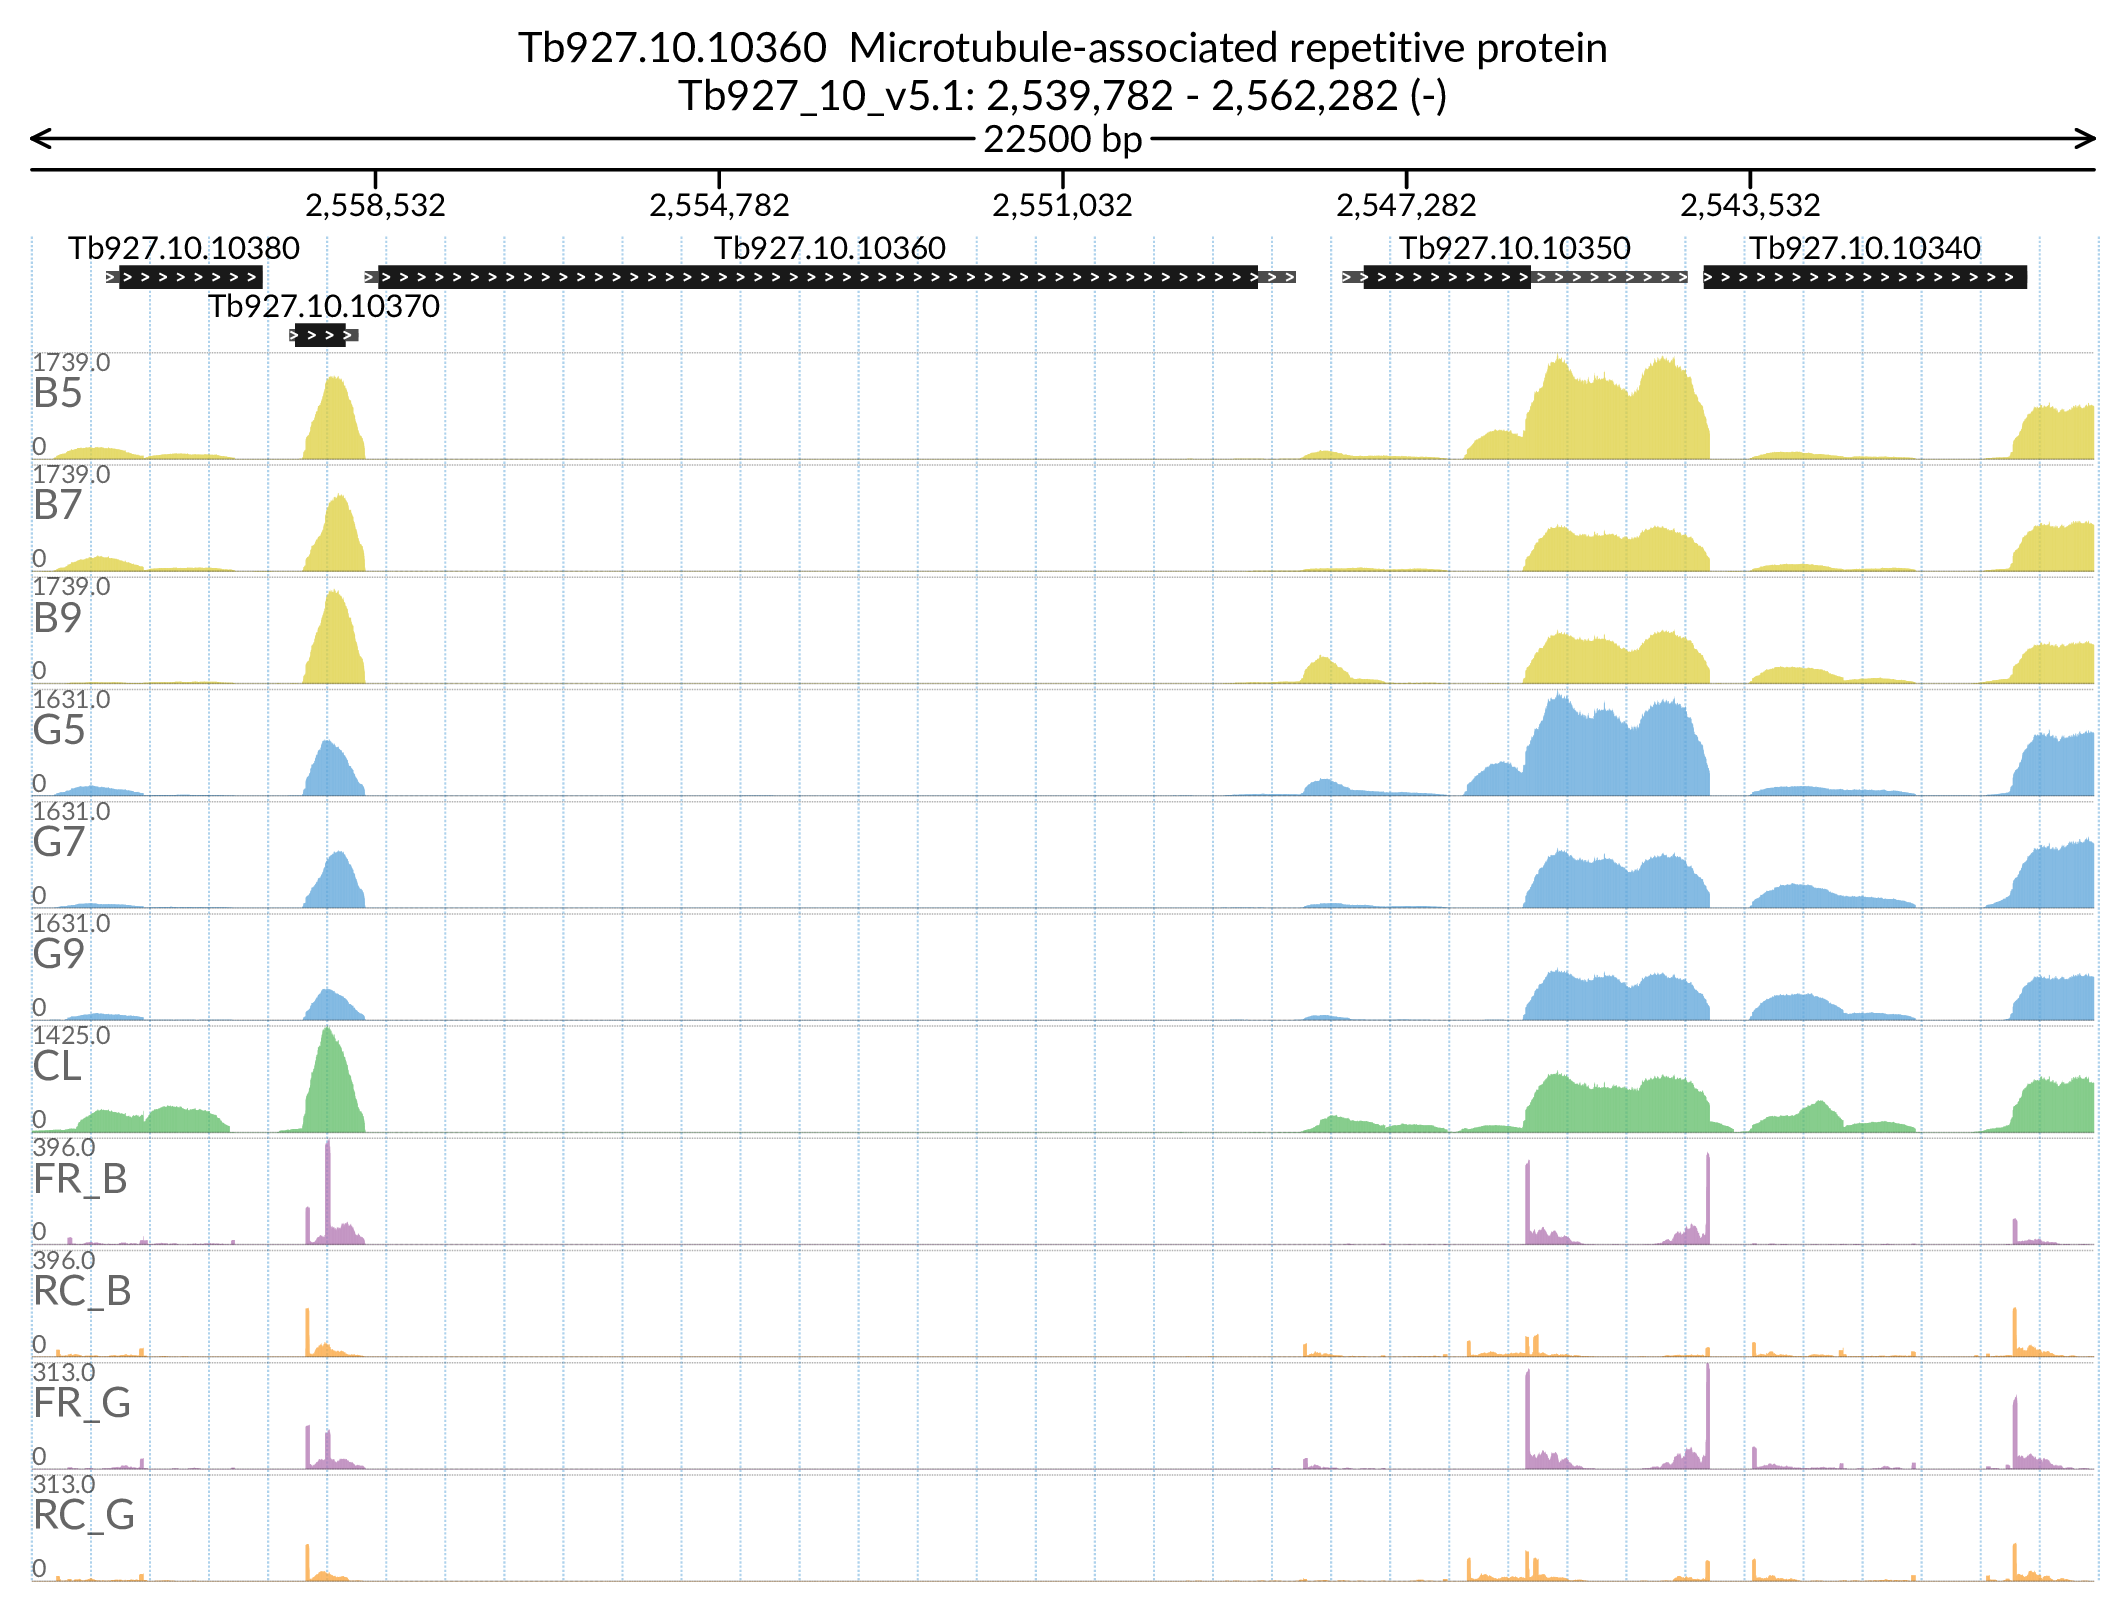 Tb927.10.10360  Microtubule-associated repetitive protein
Tb927_10_v5.1: 2,539,782 - 2,562,282 (-)
22500 bp
2,558,532 2,554,782 2,551,032 2,547,282 2,543,532
Tb927.10.10380 Tb927.10.10360 Tb927.10.10350 Tb927.10.10340
Tb927.10.10370
1739.0
B5
0
1739.0
B7
0
1739.0
B9
0
1631.0
G5
0
1631.0
G7
0
1631.0
G9
0
1425.0
CL
0
396.0
FR_B
0
396.0
RC_B
0
313.0
FR_G
0
313.0
RC_G
0